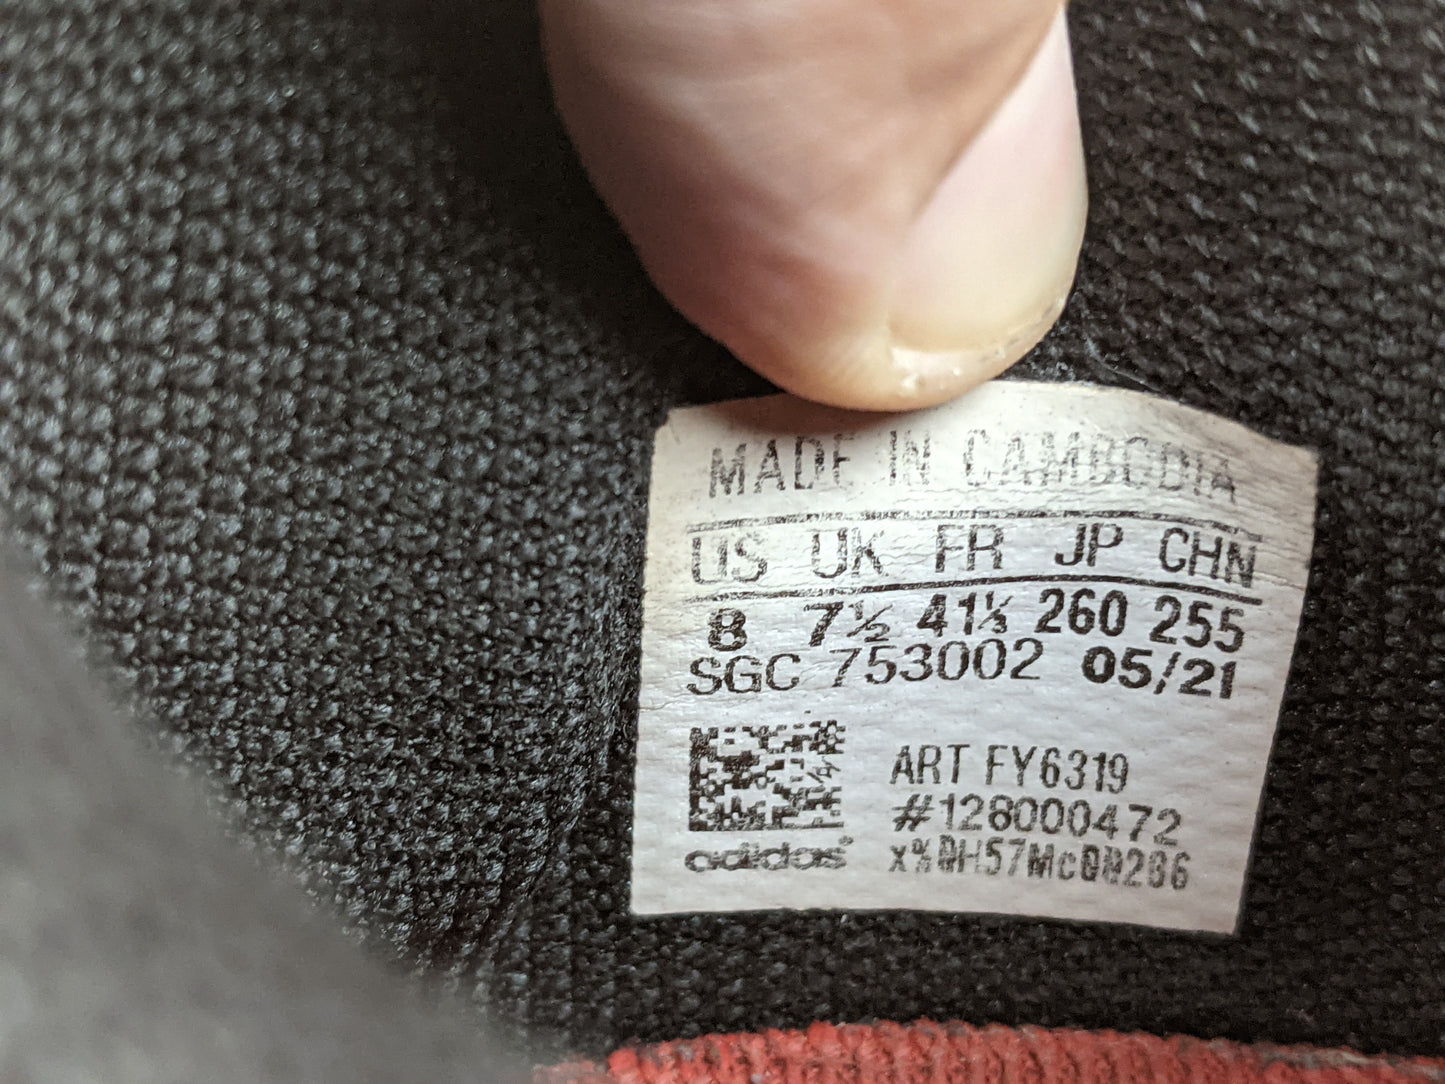 MADE IN CAMBODIA
US UK FR JP CHN
8 7½ 41⅓ 260 255
SGC 753002 05/21
ART FY6319
#128000472
adidas®